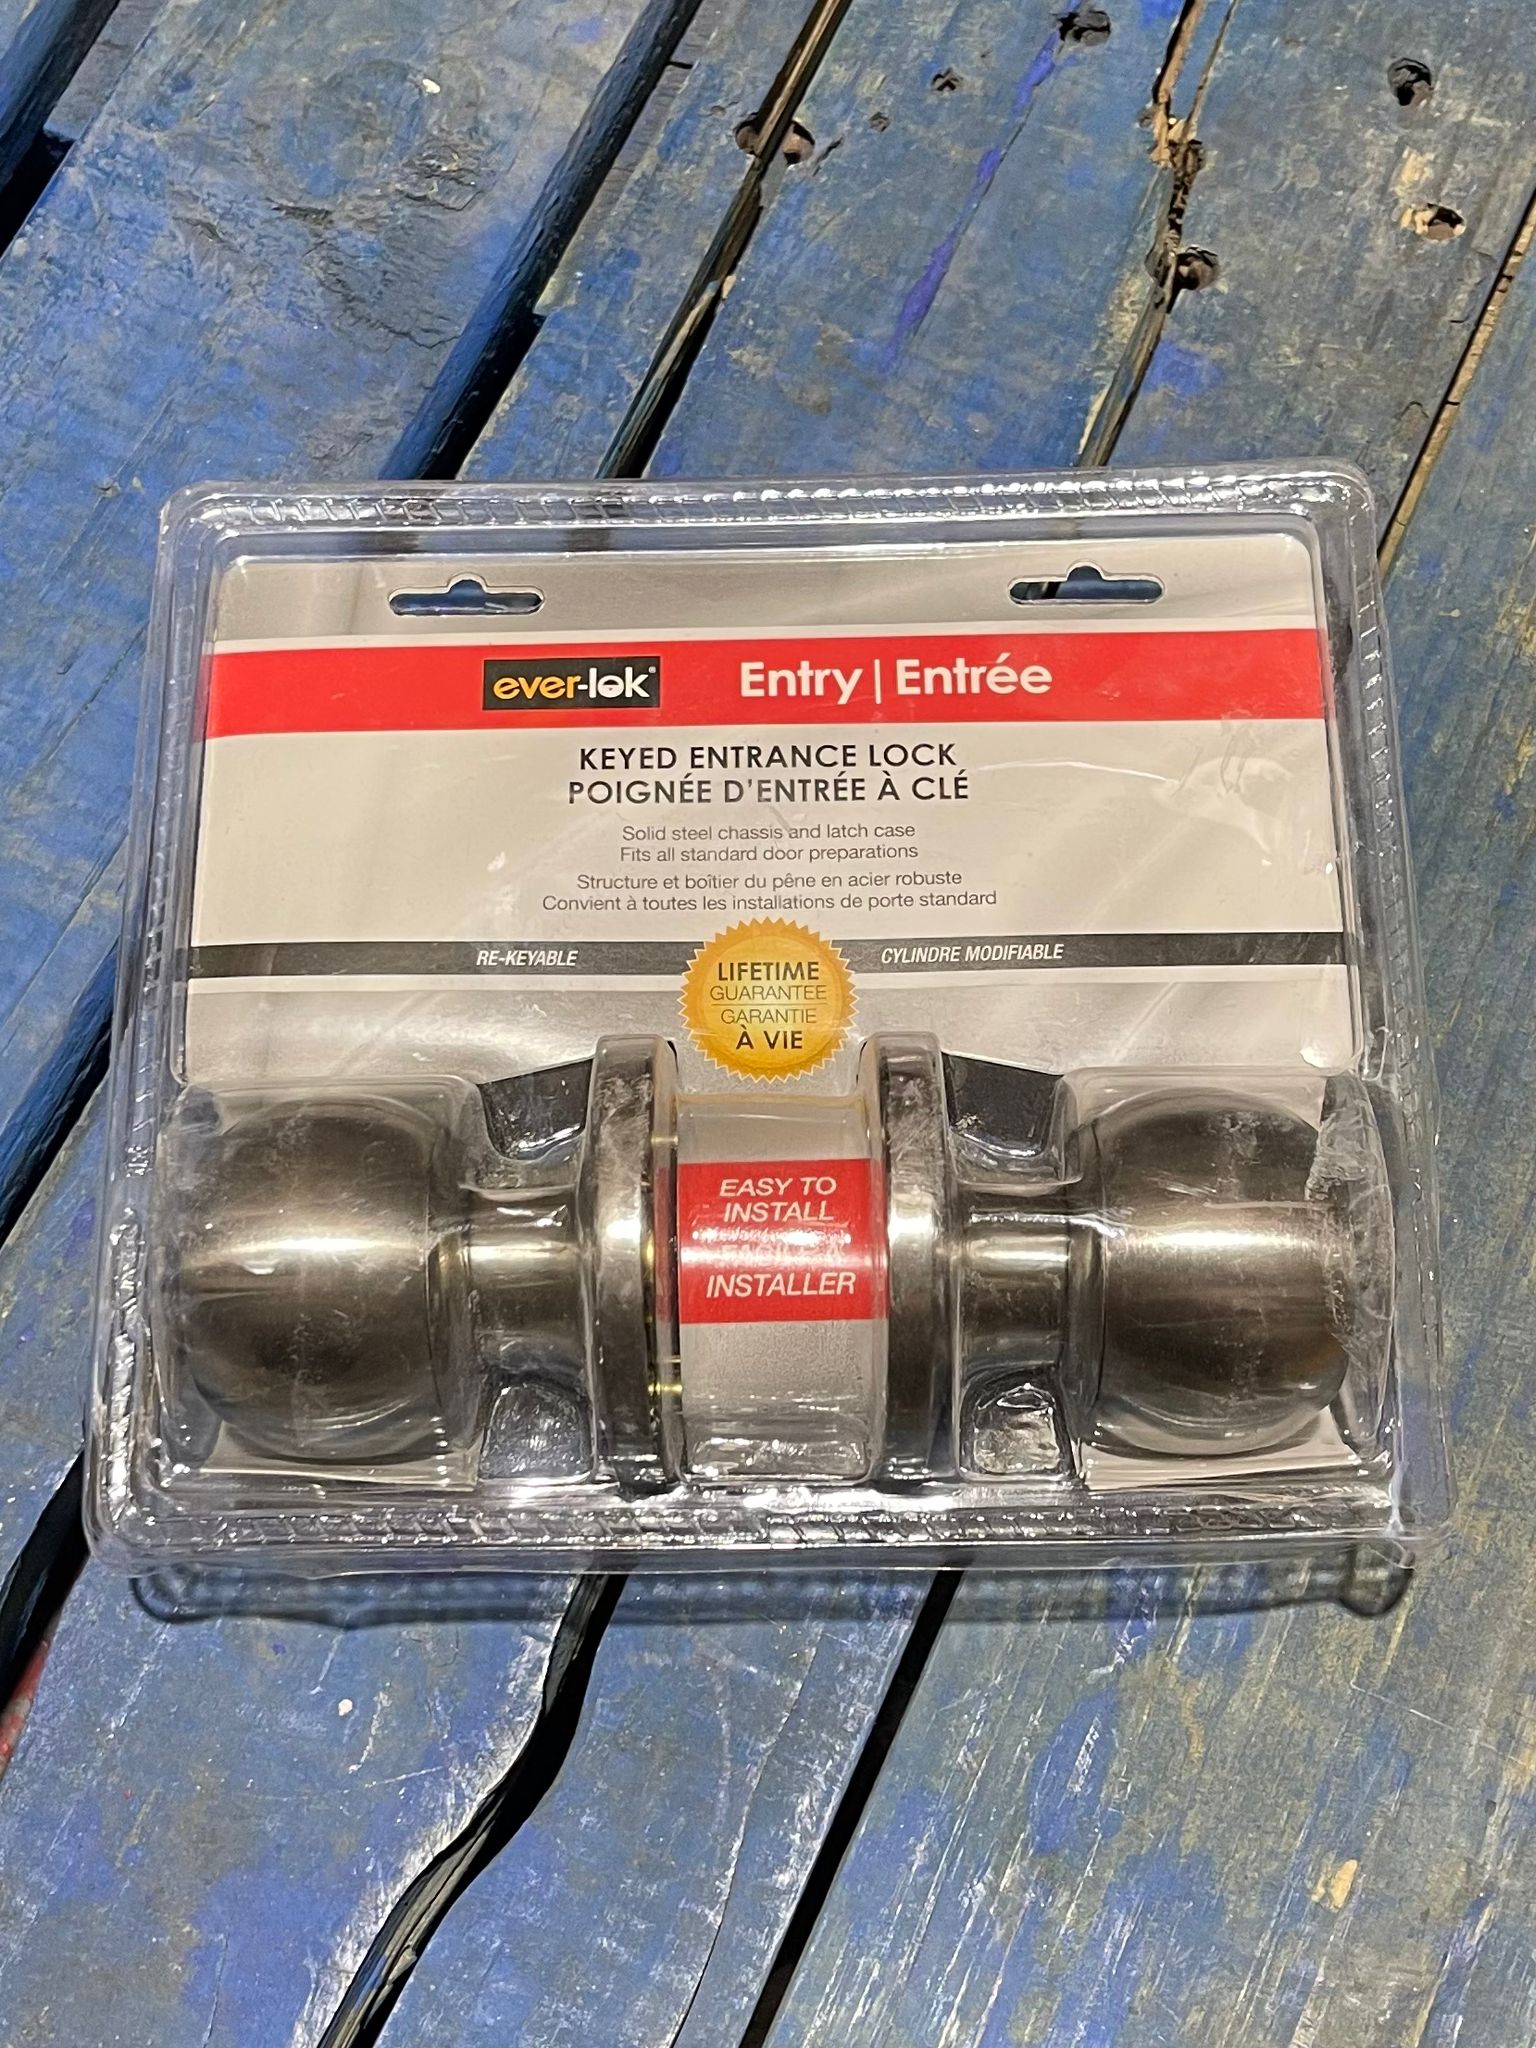 ever-lok®
Entry | Entrée
KEYED ENTRANCE LOCK
POIGNÉE D'ENTRÉE À CLÉ
Solid steel chassis and latch case
Fits all standard door preparations
Structure et boîtier du pêne en acier robuste
Convient à toutes les installations de porte standard
RE-KEYABLE
CYLINDRE MODIFIABLE
LIFETIME
GUARANTEE
GARANTIE
À VIE
EASY TO
INSTALL
INSTALLER